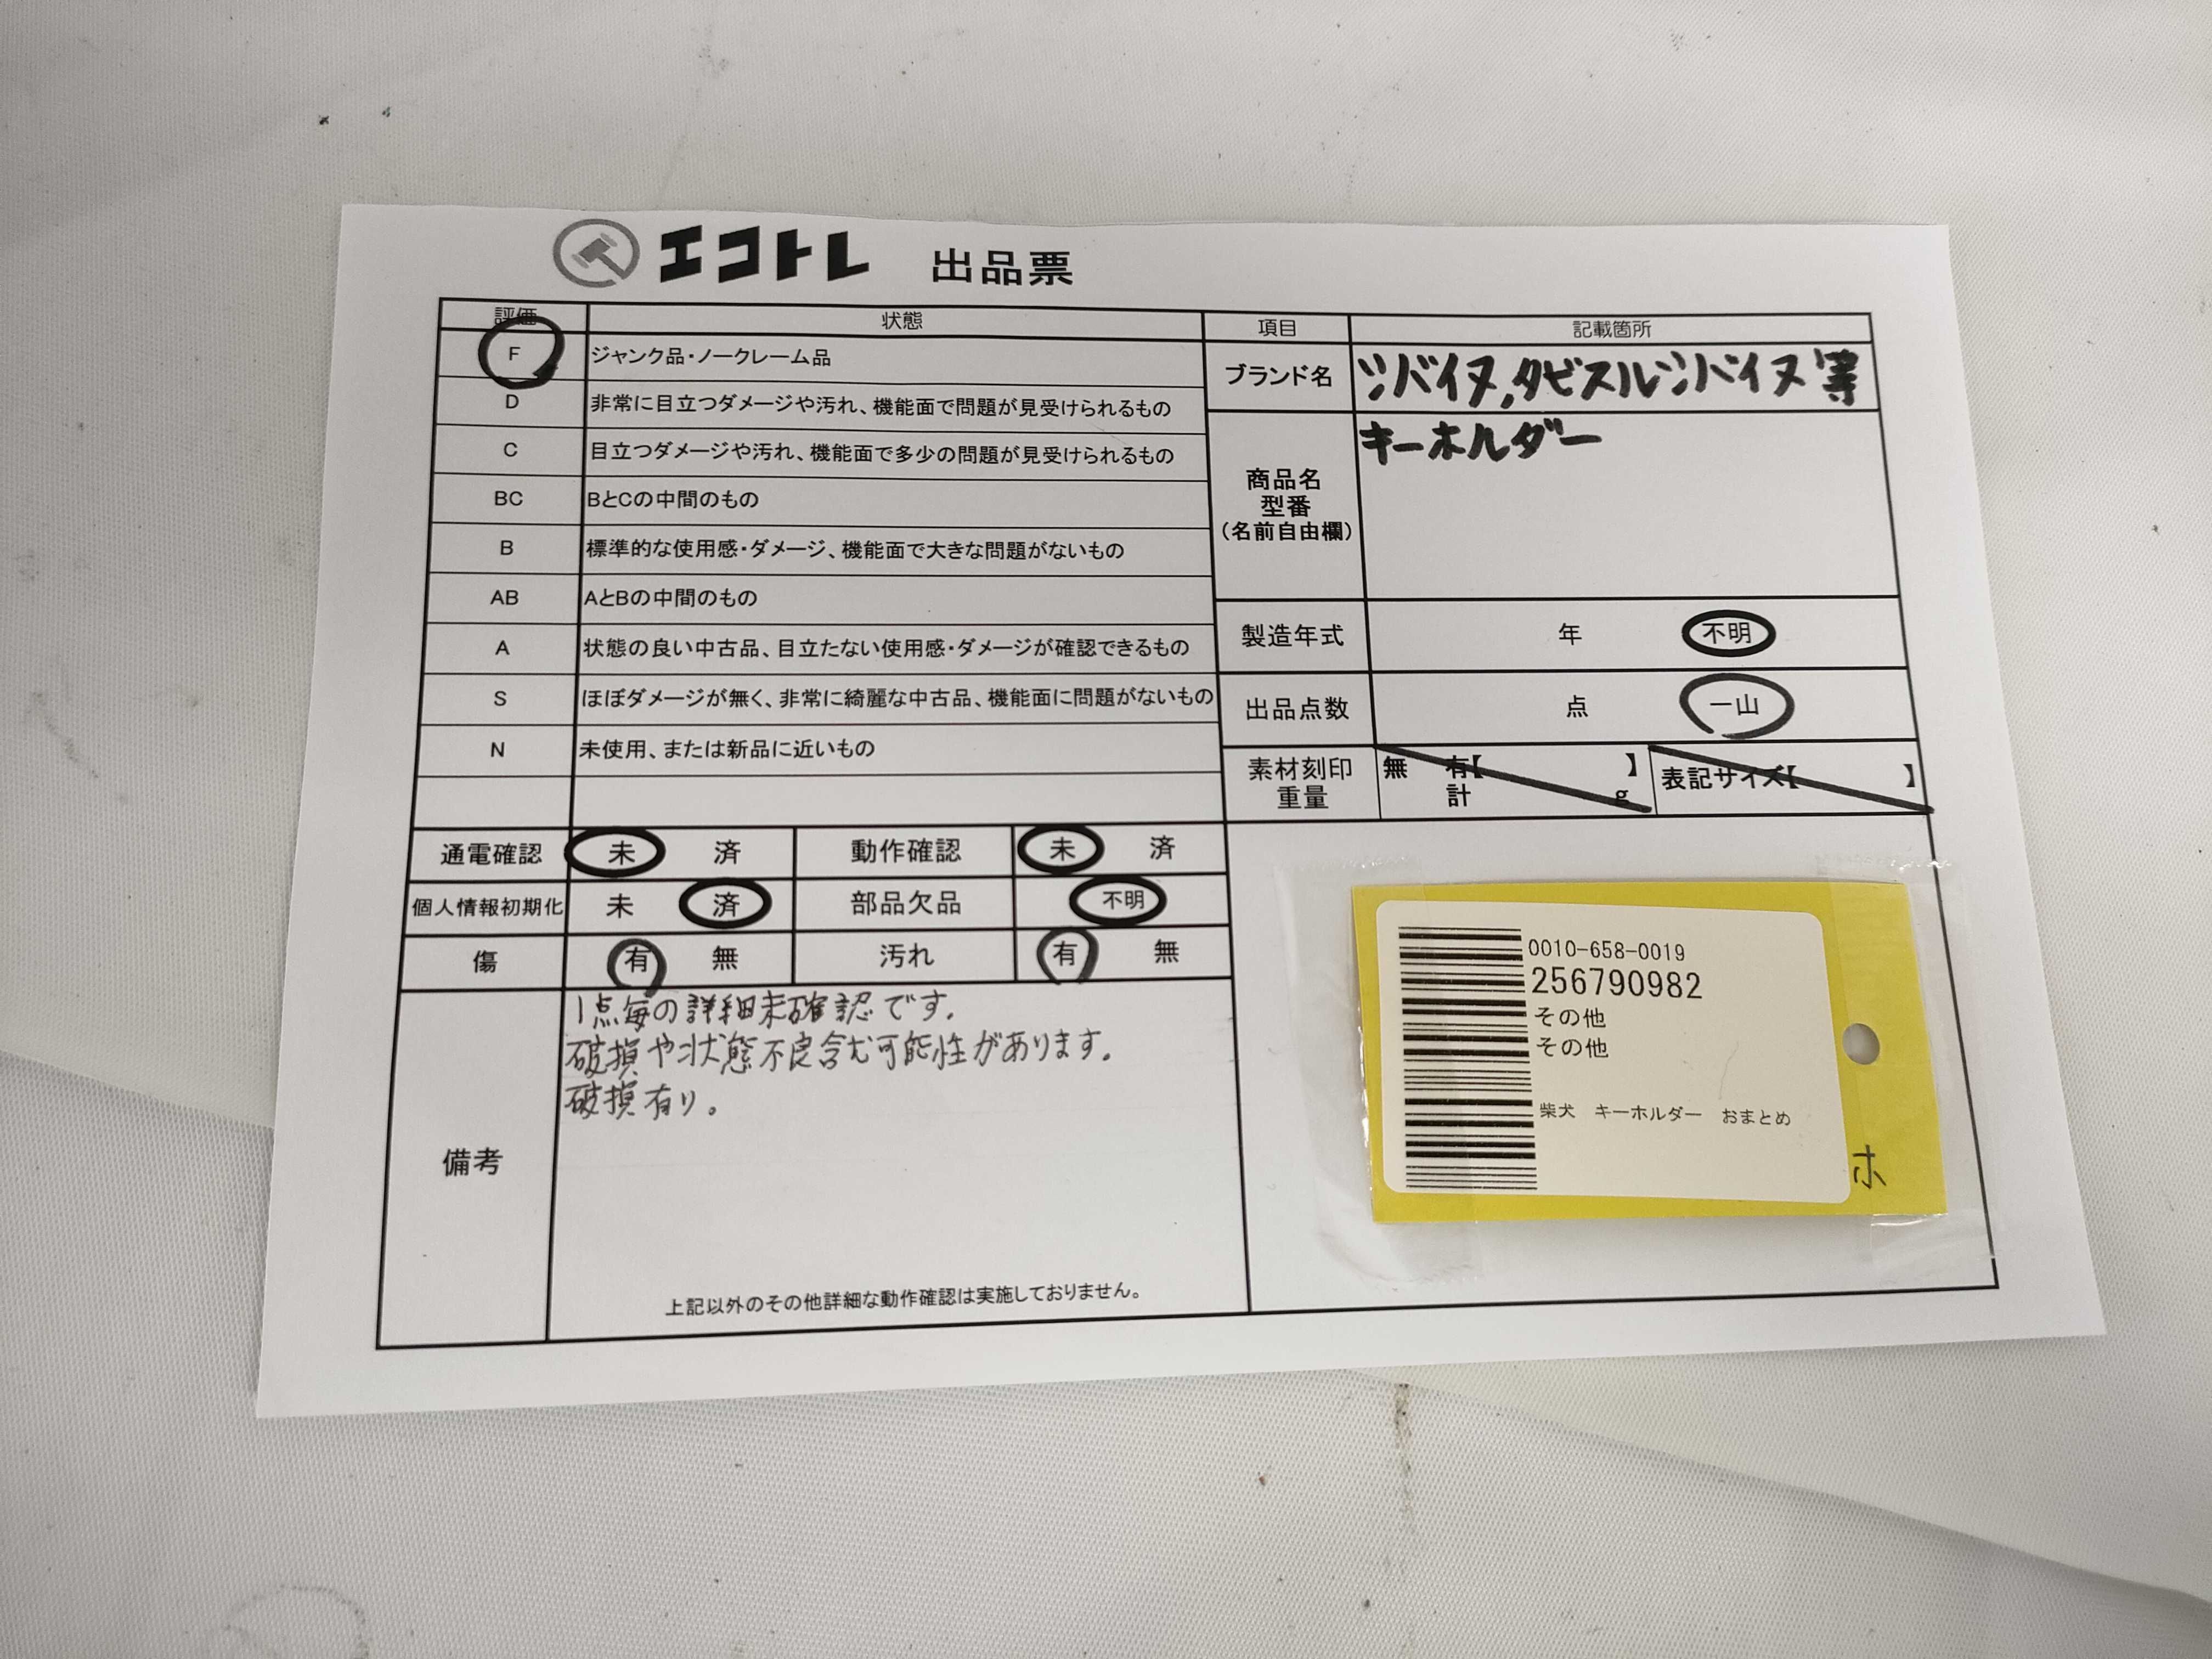 エコトレ 出品票
評価 状態 項目 記載箇所
F ジャンク品・ノークレーム品
D 非常に目立つダメージや汚れ、機能面で問題が見受けられるもの
C 目立つダメージや汚れ、機能面で多少の問題が見受けられるもの
BC BとCの中間のもの
B 標準的な使用感・ダメージ、機能面で大きな問題がないもの
AB AとBの中間のもの
A 状態の良い中古品、目立たない使用感・ダメージが確認できるもの
S ほぼダメージが無く、非常に綺麗な中古品、機能面に問題がないもの
N 未使用、または新品に近いもの
ブランド名 シバイヌ,タビスルシバイヌ等
商品名
型番
(名前自由欄)
キーホルダー
製造年式 年 不明
出品点数 点 一山
素材刻印 無 有【 】 表記サイズ【 】
重量 計 g
通電確認 未 済 動作確認 未 済
個人情報初期化 未 済 部品欠品 不明
傷 有 無 汚れ 有 無
備考
1点毎の詳細未確認です。
破損や状態不良含む可能性があります。
破損有り。
上記以外のその他詳細な動作確認は実施しておりません。
0010-658-0019
256790982
その他
その他
柴犬 キーホルダー おまとめ
ホ